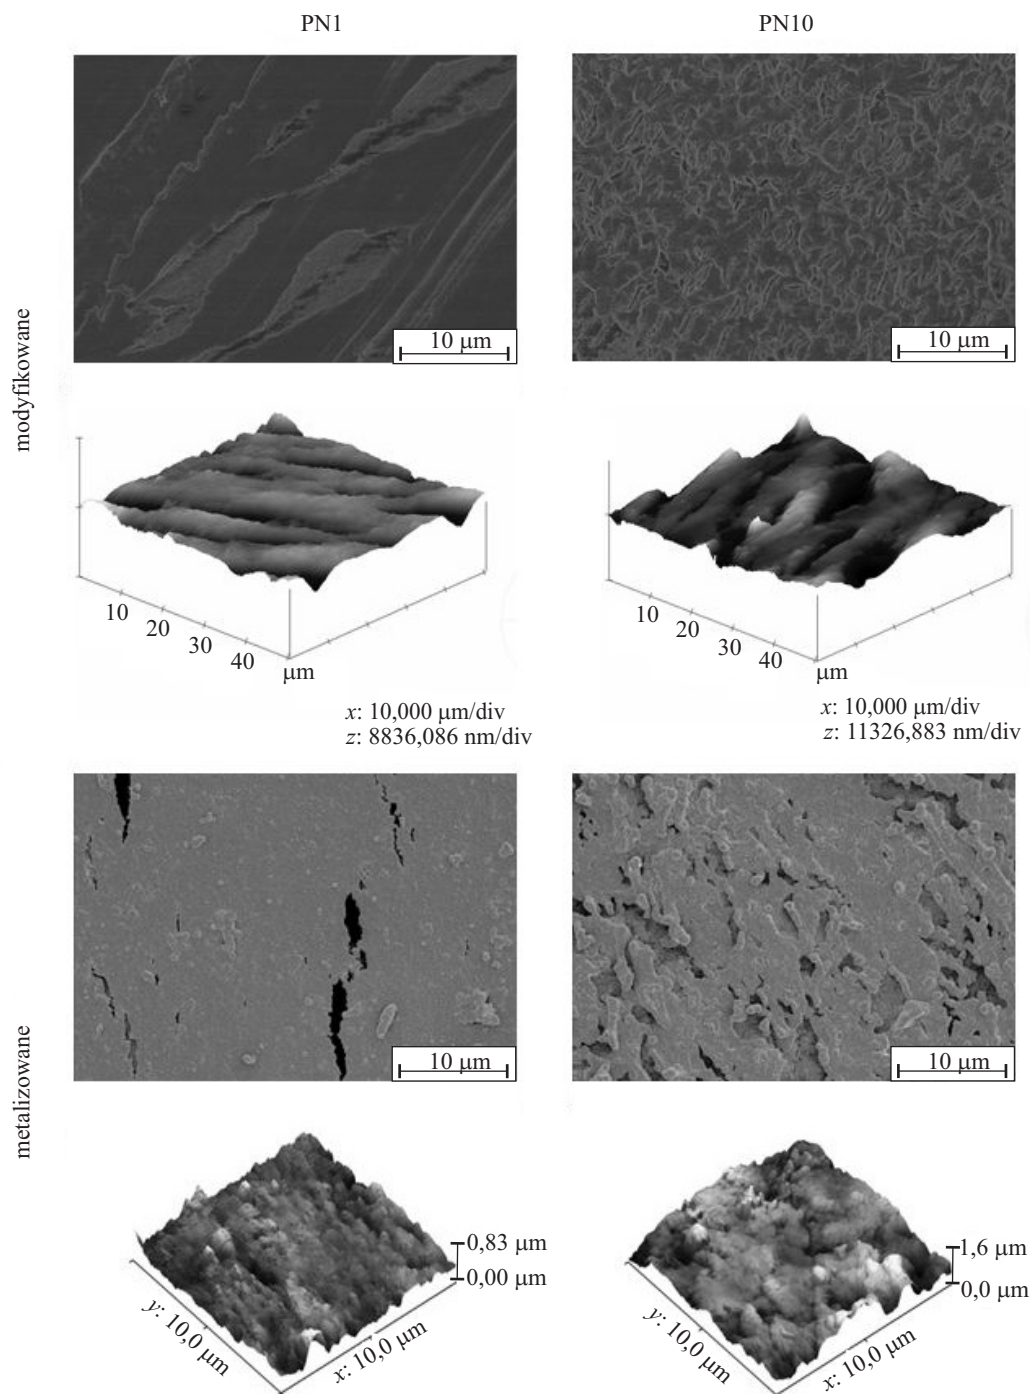 PN1 PN10
modyfikowane
10 μm 10 μm
10 20 30 40 μm
10 20 30 40 μm
x: 10,000 μm/div
z: 8836,086 nm/div
x: 10,000 μm/div
z: 11326,883 nm/div
metalizowane
10 μm 10 μm
0,83 μm
0,00 μm
y: 10,0 μm
x: 10,0 μm
1,6 μm
0,0 μm
y: 10,0 μm
x: 10,0 μm